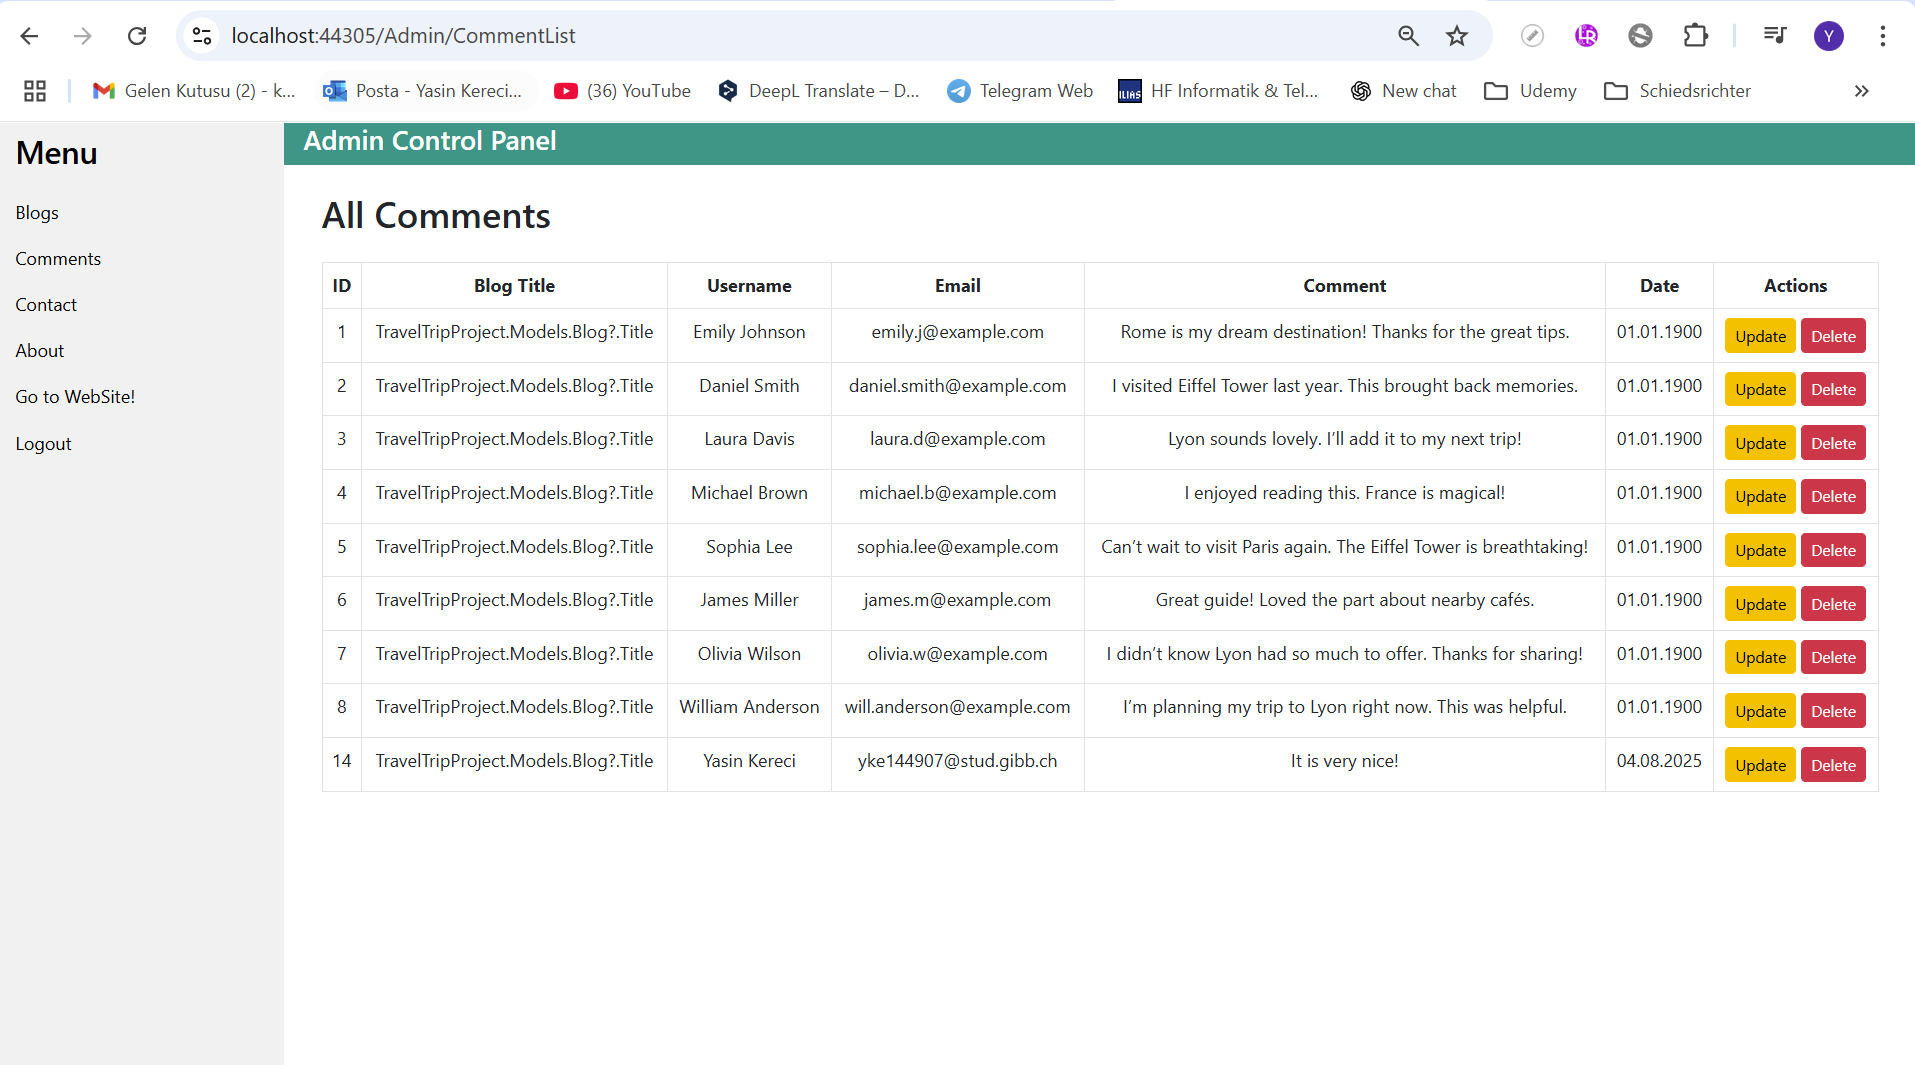 localhost:44305/Admin/CommentList
Y
Gelen Kutusu (2) - k... Posta - Yasin Kereci... (36) YouTube DeepL Translate – D... Telegram Web ILIAS HF Informatik & Tel... New chat Udemy Schiedsrichter
Menu
Blogs
Comments
Contact
About
Go to WebSite!
Logout
Admin Control Panel
All Comments
ID Blog Title Username Email Comment Date Actions
1 TravelTripProject.Models.Blog?.Title Emily Johnson emily.j@example.com Rome is my dream destination! Thanks for the great tips. 01.01.1900 Update Delete
2 TravelTripProject.Models.Blog?.Title Daniel Smith daniel.smith@example.com I visited Eiffel Tower last year. This brought back memories. 01.01.1900 Update Delete
3 TravelTripProject.Models.Blog?.Title Laura Davis laura.d@example.com Lyon sounds lovely. I’ll add it to my next trip! 01.01.1900 Update Delete
4 TravelTripProject.Models.Blog?.Title Michael Brown michael.b@example.com I enjoyed reading this. France is magical! 01.01.1900 Update Delete
5 TravelTripProject.Models.Blog?.Title Sophia Lee sophia.lee@example.com Can’t wait to visit Paris again. The Eiffel Tower is breathtaking! 01.01.1900 Update Delete
6 TravelTripProject.Models.Blog?.Title James Miller james.m@example.com Great guide! Loved the part about nearby cafés. 01.01.1900 Update Delete
7 TravelTripProject.Models.Blog?.Title Olivia Wilson olivia.w@example.com I didn’t know Lyon had so much to offer. Thanks for sharing! 01.01.1900 Update Delete
8 TravelTripProject.Models.Blog?.Title William Anderson will.anderson@example.com I’m planning my trip to Lyon right now. This was helpful. 01.01.1900 Update Delete
14 TravelTripProject.Models.Blog?.Title Yasin Kereci yke144907@stud.gibb.ch It is very nice! 04.08.2025 Update Delete